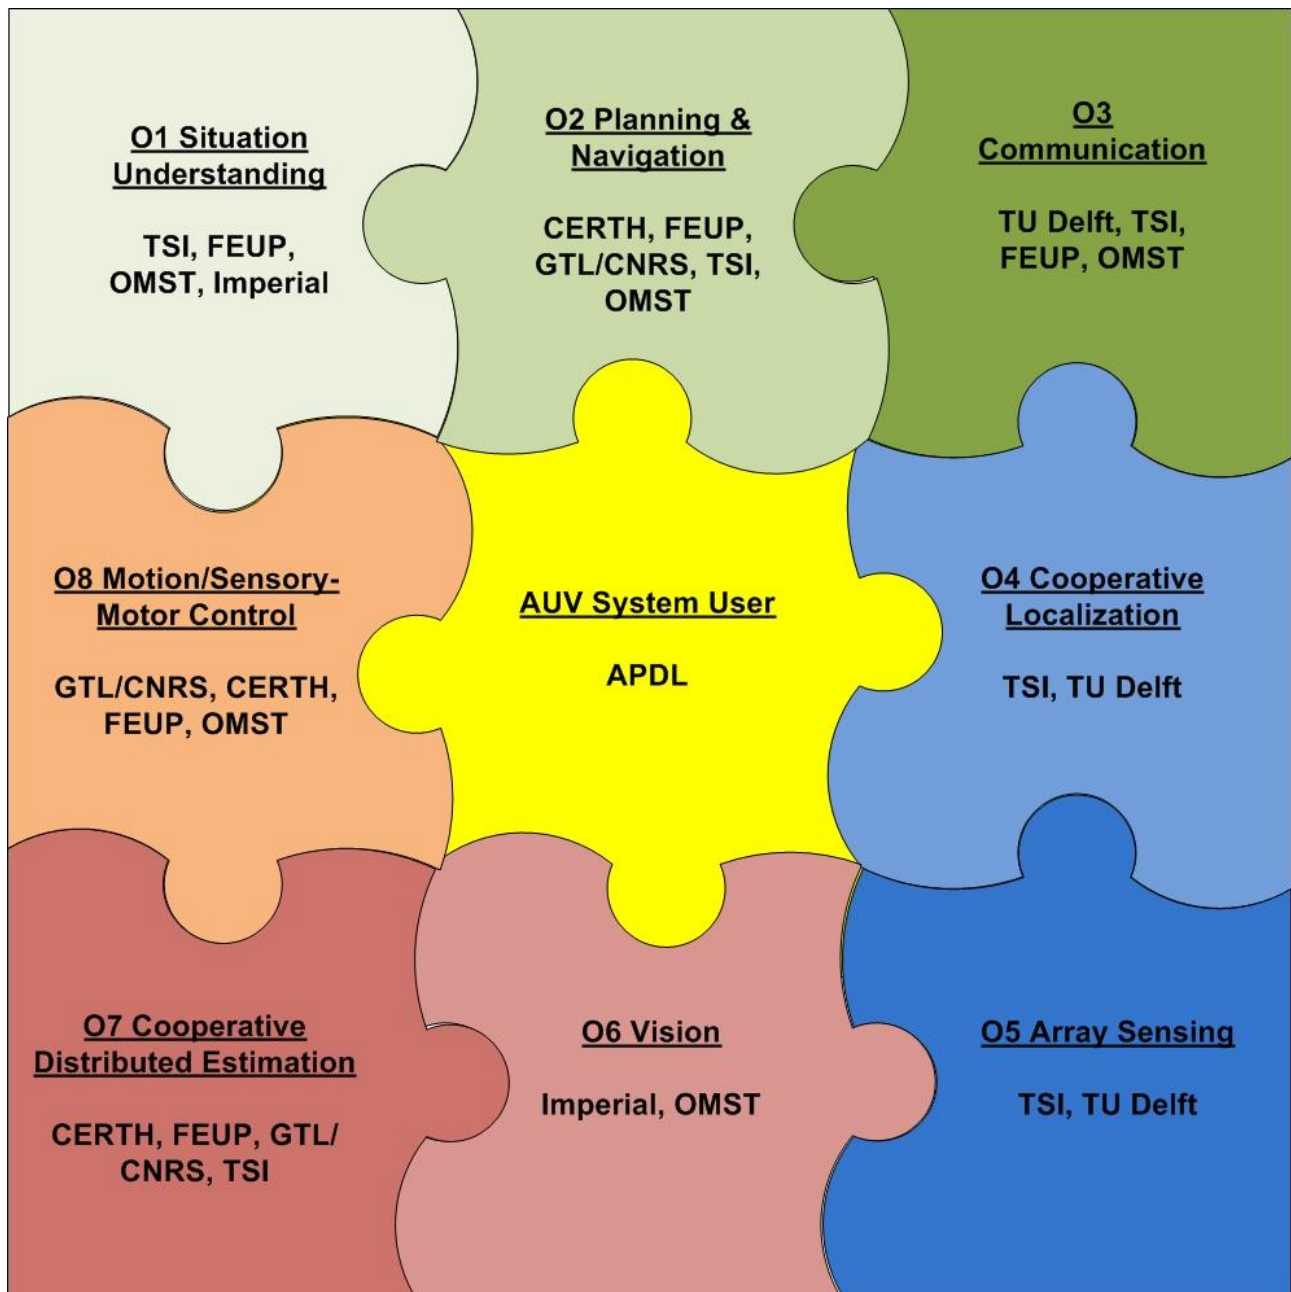 O1 Situation
Understanding
TSI, FEUP,
OMST, Imperial
O2 Planning &
Navigation
CERTH, FEUP,
GTL/CNRS, TSI,
OMST
O3
Communication
TU Delft, TSI,
FEUP, OMST
O8 Motion/Sensory-
Motor Control
GTL/CNRS, CERTH,
FEUP, OMST
AUV System User
APDL
O4 Cooperative
Localization
TSI, TU Delft
O7 Cooperative
Distributed Estimation
CERTH, FEUP, GTL/
CNRS, TSI
O6 Vision
Imperial, OMST
O5 Array Sensing
TSI, TU Delft